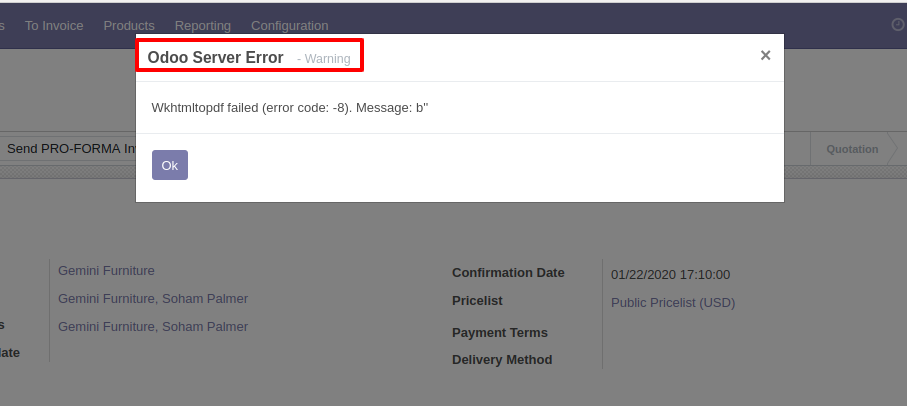 s To Invoice Products Reporting Configuration
Odoo Server Error - Warning ×
Wkhtmltopdf failed (error code: -8). Message: b''
Ok
Send PRO-FORMA In
Quotation
Gemini Furniture
Gemini Furniture, Soham Palmer
s Gemini Furniture, Soham Palmer
late
Confirmation Date 01/22/2020 17:10:00
Pricelist Public Pricelist (USD)
Payment Terms
Delivery Method